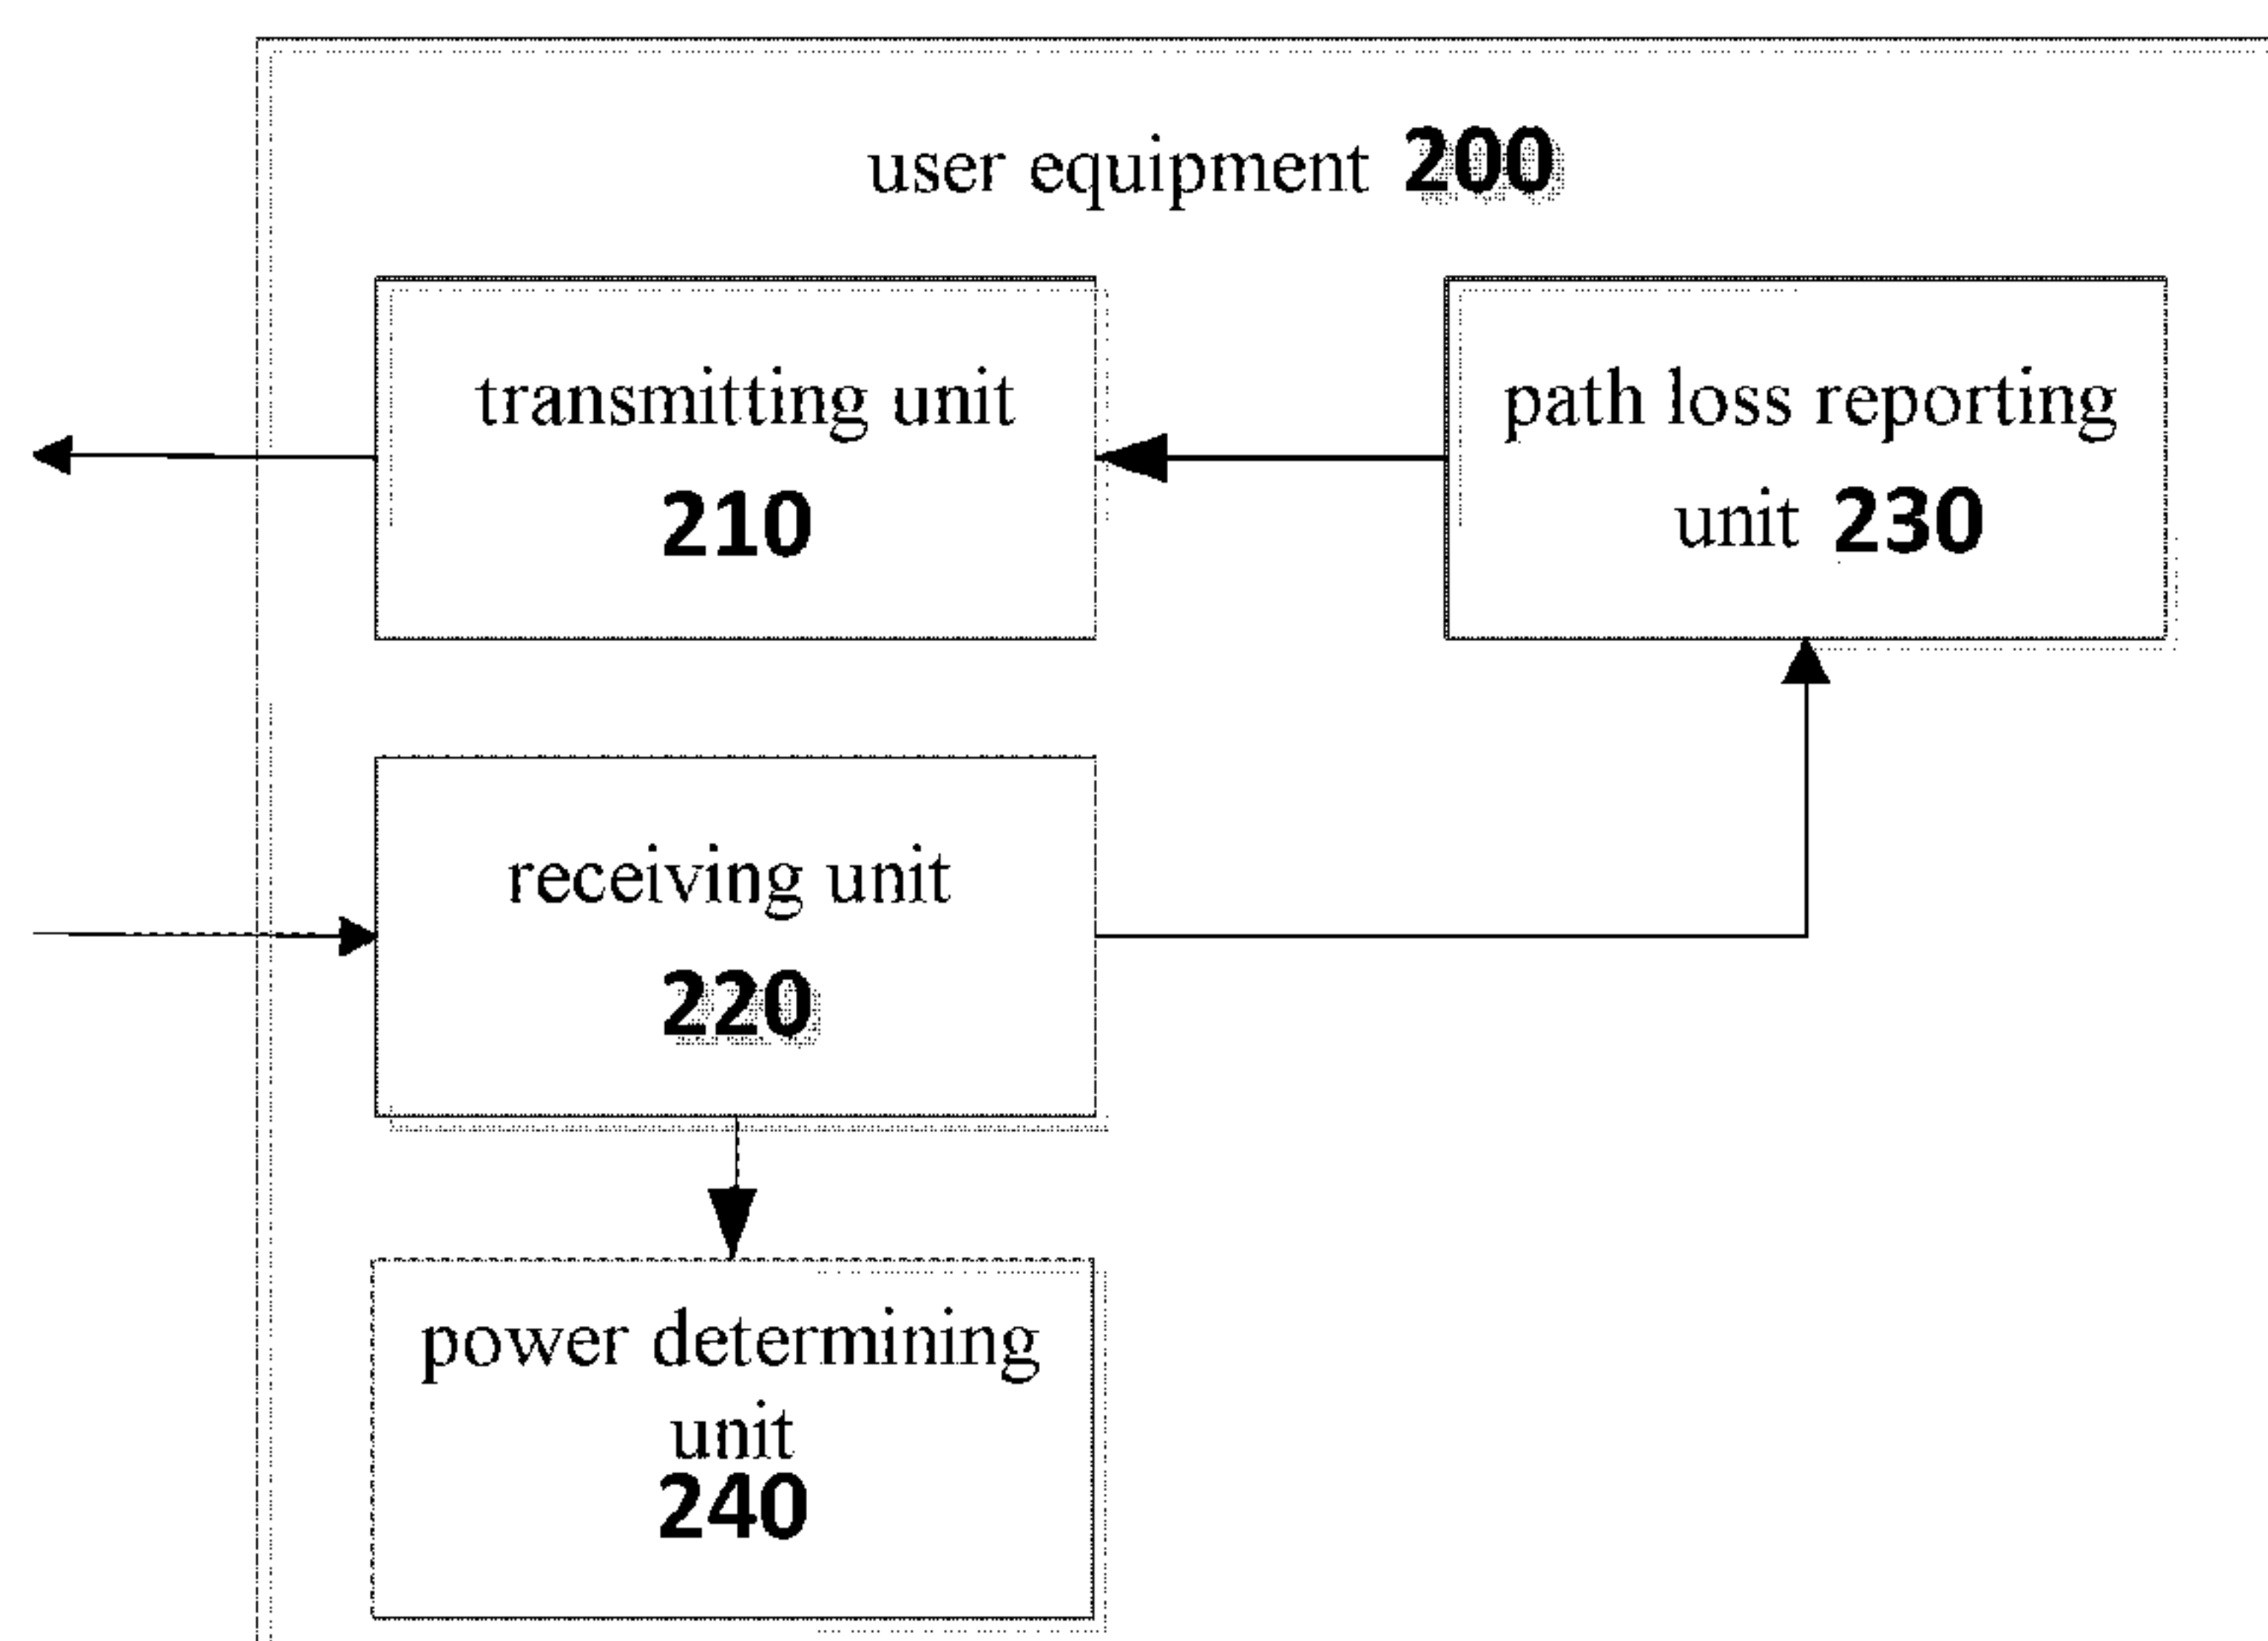 user equipment 200
transmitting unit
210
path loss reporting
unit 230
receiving unit
220
power determining
unit
240